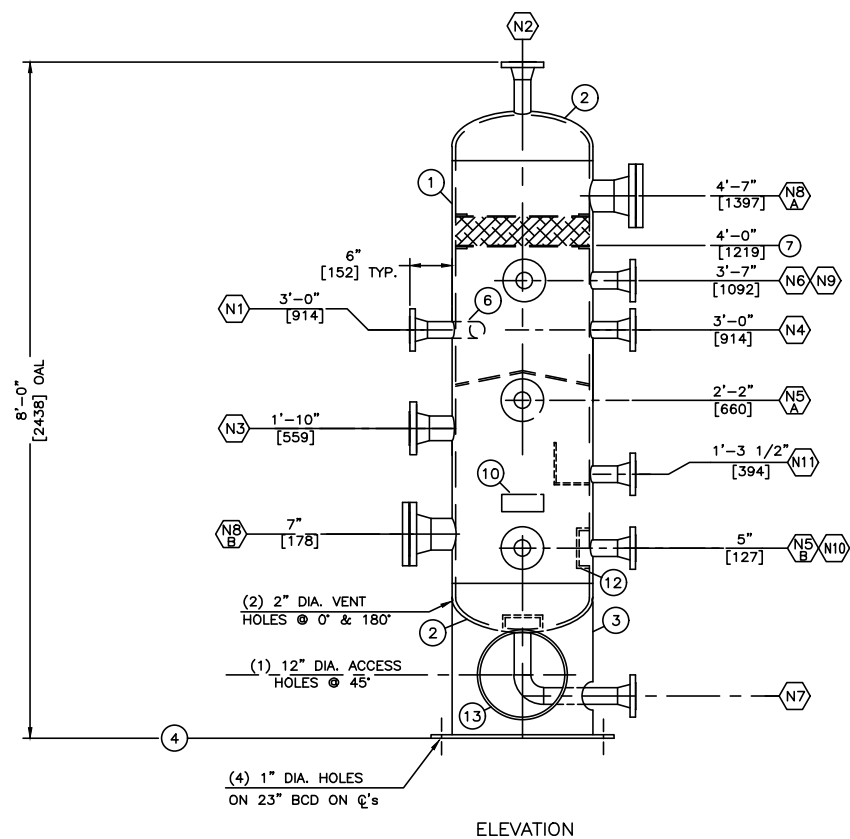 N2
2
1
4'-7"
[1397]
N8
A
4'-0"
[1219]
7
6"
[152] TYP.
3'-7"
[1092]
N6
N9
N1
3'-0"
[914]
6
3'-0"
[914]
N4
8'-0"
[2438] OAL
2'-2"
[660]
N5
A
N3
1'-10"
[559]
1'-3 1/2"
[394]
N11
10
N8
B
7"
[178]
5"
[127]
N5
B
N10
12
(2) 2" DIA. VENT
HOLES @ 0° & 180°
2
3
(1) 12" DIA. ACCESS
HOLES @ 45°
13
N7
4
(4) 1" DIA. HOLES
ON 23" BCD ON ℄'s
ELEVATION